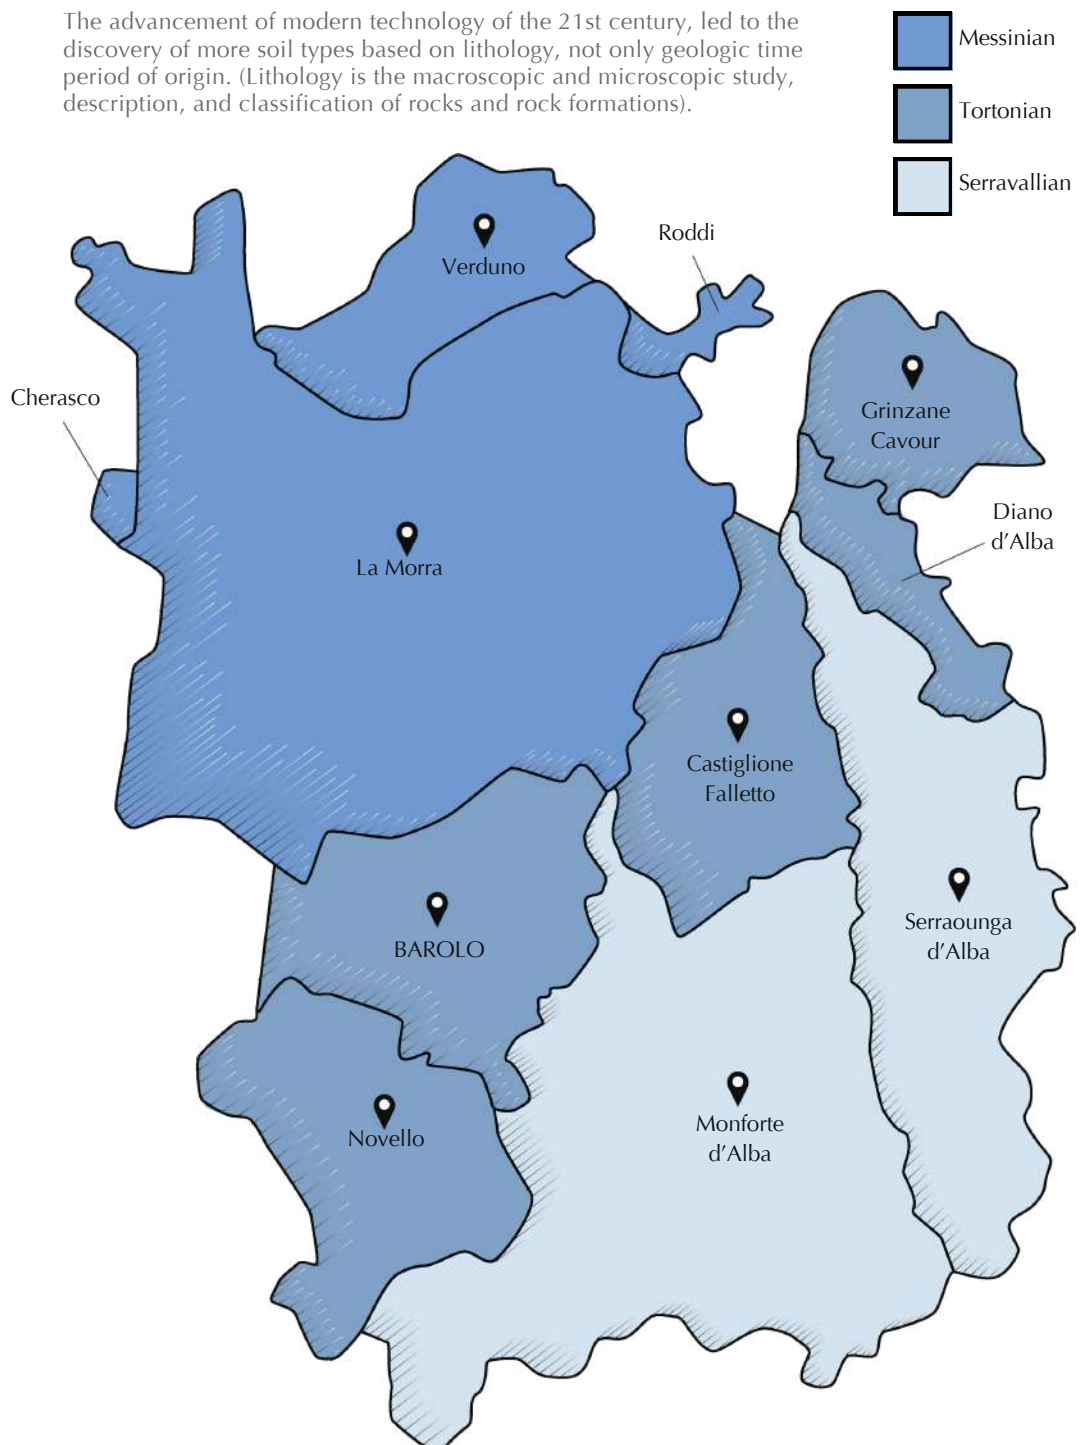 The advancement of modern technology of the 21st century, led to the
discovery of more soil types based on lithology, not only geologic time
period of origin. (Lithology is the macroscopic and microscopic study,
description, and classification of rocks and rock formations).
Messinian
Tortonian
Serravallian
Verduno
Roddi
Cherasco
Grinzane
Cavour
La Morra
Diano
d'Alba
Castiglione
Falletto
BAROLO
Serraounga
d'Alba
Novello
Monforte
d'Alba